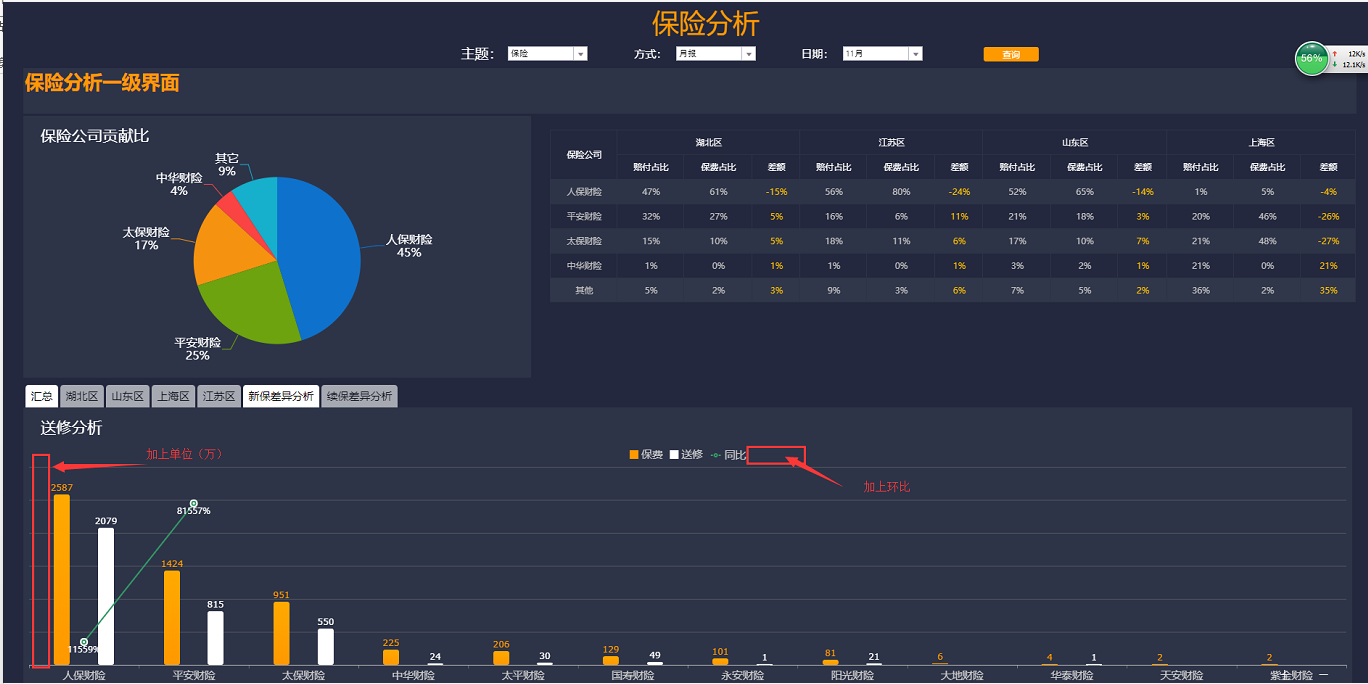 保险分析
主题： 保险 方式： 月报 日期： 11月 查询
56% 12K/s
12.1K/s
保险分析一级界面
保险公司贡献比
其它
9%
中华财险
4%
太保财险
17%
人保财险
45%
平安财险
25%
保险公司 湖北区 江苏区 山东区 上海区
赔付占比 保费占比 差额 赔付占比 保费占比 差额 赔付占比 保费占比 差额 赔付占比 保费占比 差额
人保财险 47% 61% -15% 56% 80% -24% 52% 65% -14% 1% 5% -4%
平安财险 32% 27% 5% 16% 6% 11% 21% 18% 3% 20% 46% -26%
太保财险 15% 10% 5% 18% 11% 6% 17% 10% 7% 21% 48% -27%
中华财险 1% 0% 1% 1% 0% 1% 3% 2% 1% 21% 0% 21%
其他 5% 2% 3% 9% 3% 6% 7% 5% 2% 36% 2% 35%
汇总 湖北区 山东区 上海区 江苏区 新保差异分析 续保差异分析
送修分析
加上单位（万）
保费 送修 同比
加上环比
2587 2079 1424 815 951 550 225 24 206 30 129 49 101 1 81 21 6 4 1 2 2
11559% 81557%
人保财险 平安财险 太保财险 中华财险 太平财险 国寿财险 永安财险 阳光财险 大地财险 华泰财险 天安财险 紫金财险